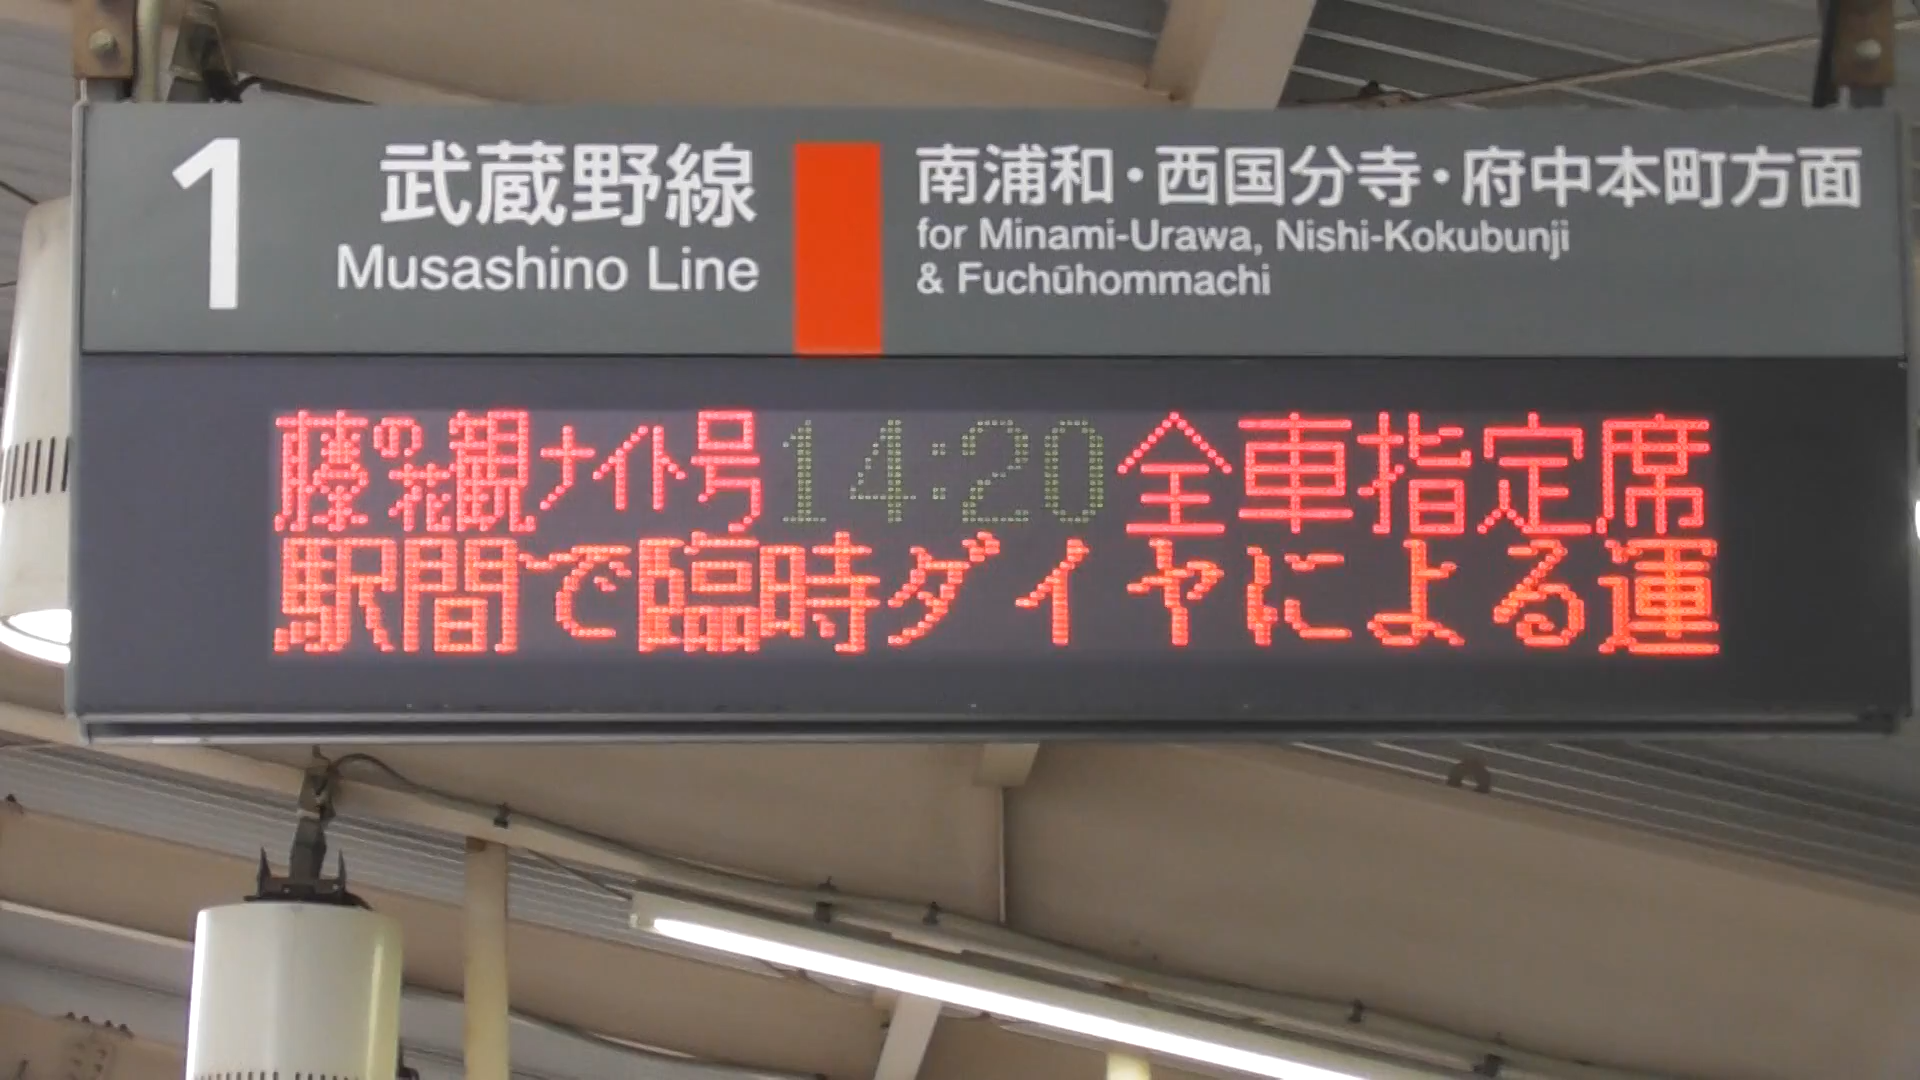 1 武蔵野線 南浦和・西国分寺・府中本町方面
Musashino Line for Minami-Urawa, Nishi-Kokubunji
& Fuchūhommachi
藤の花観ナイト号 14:20 全車指定席
駅間で臨時ダイヤによる運